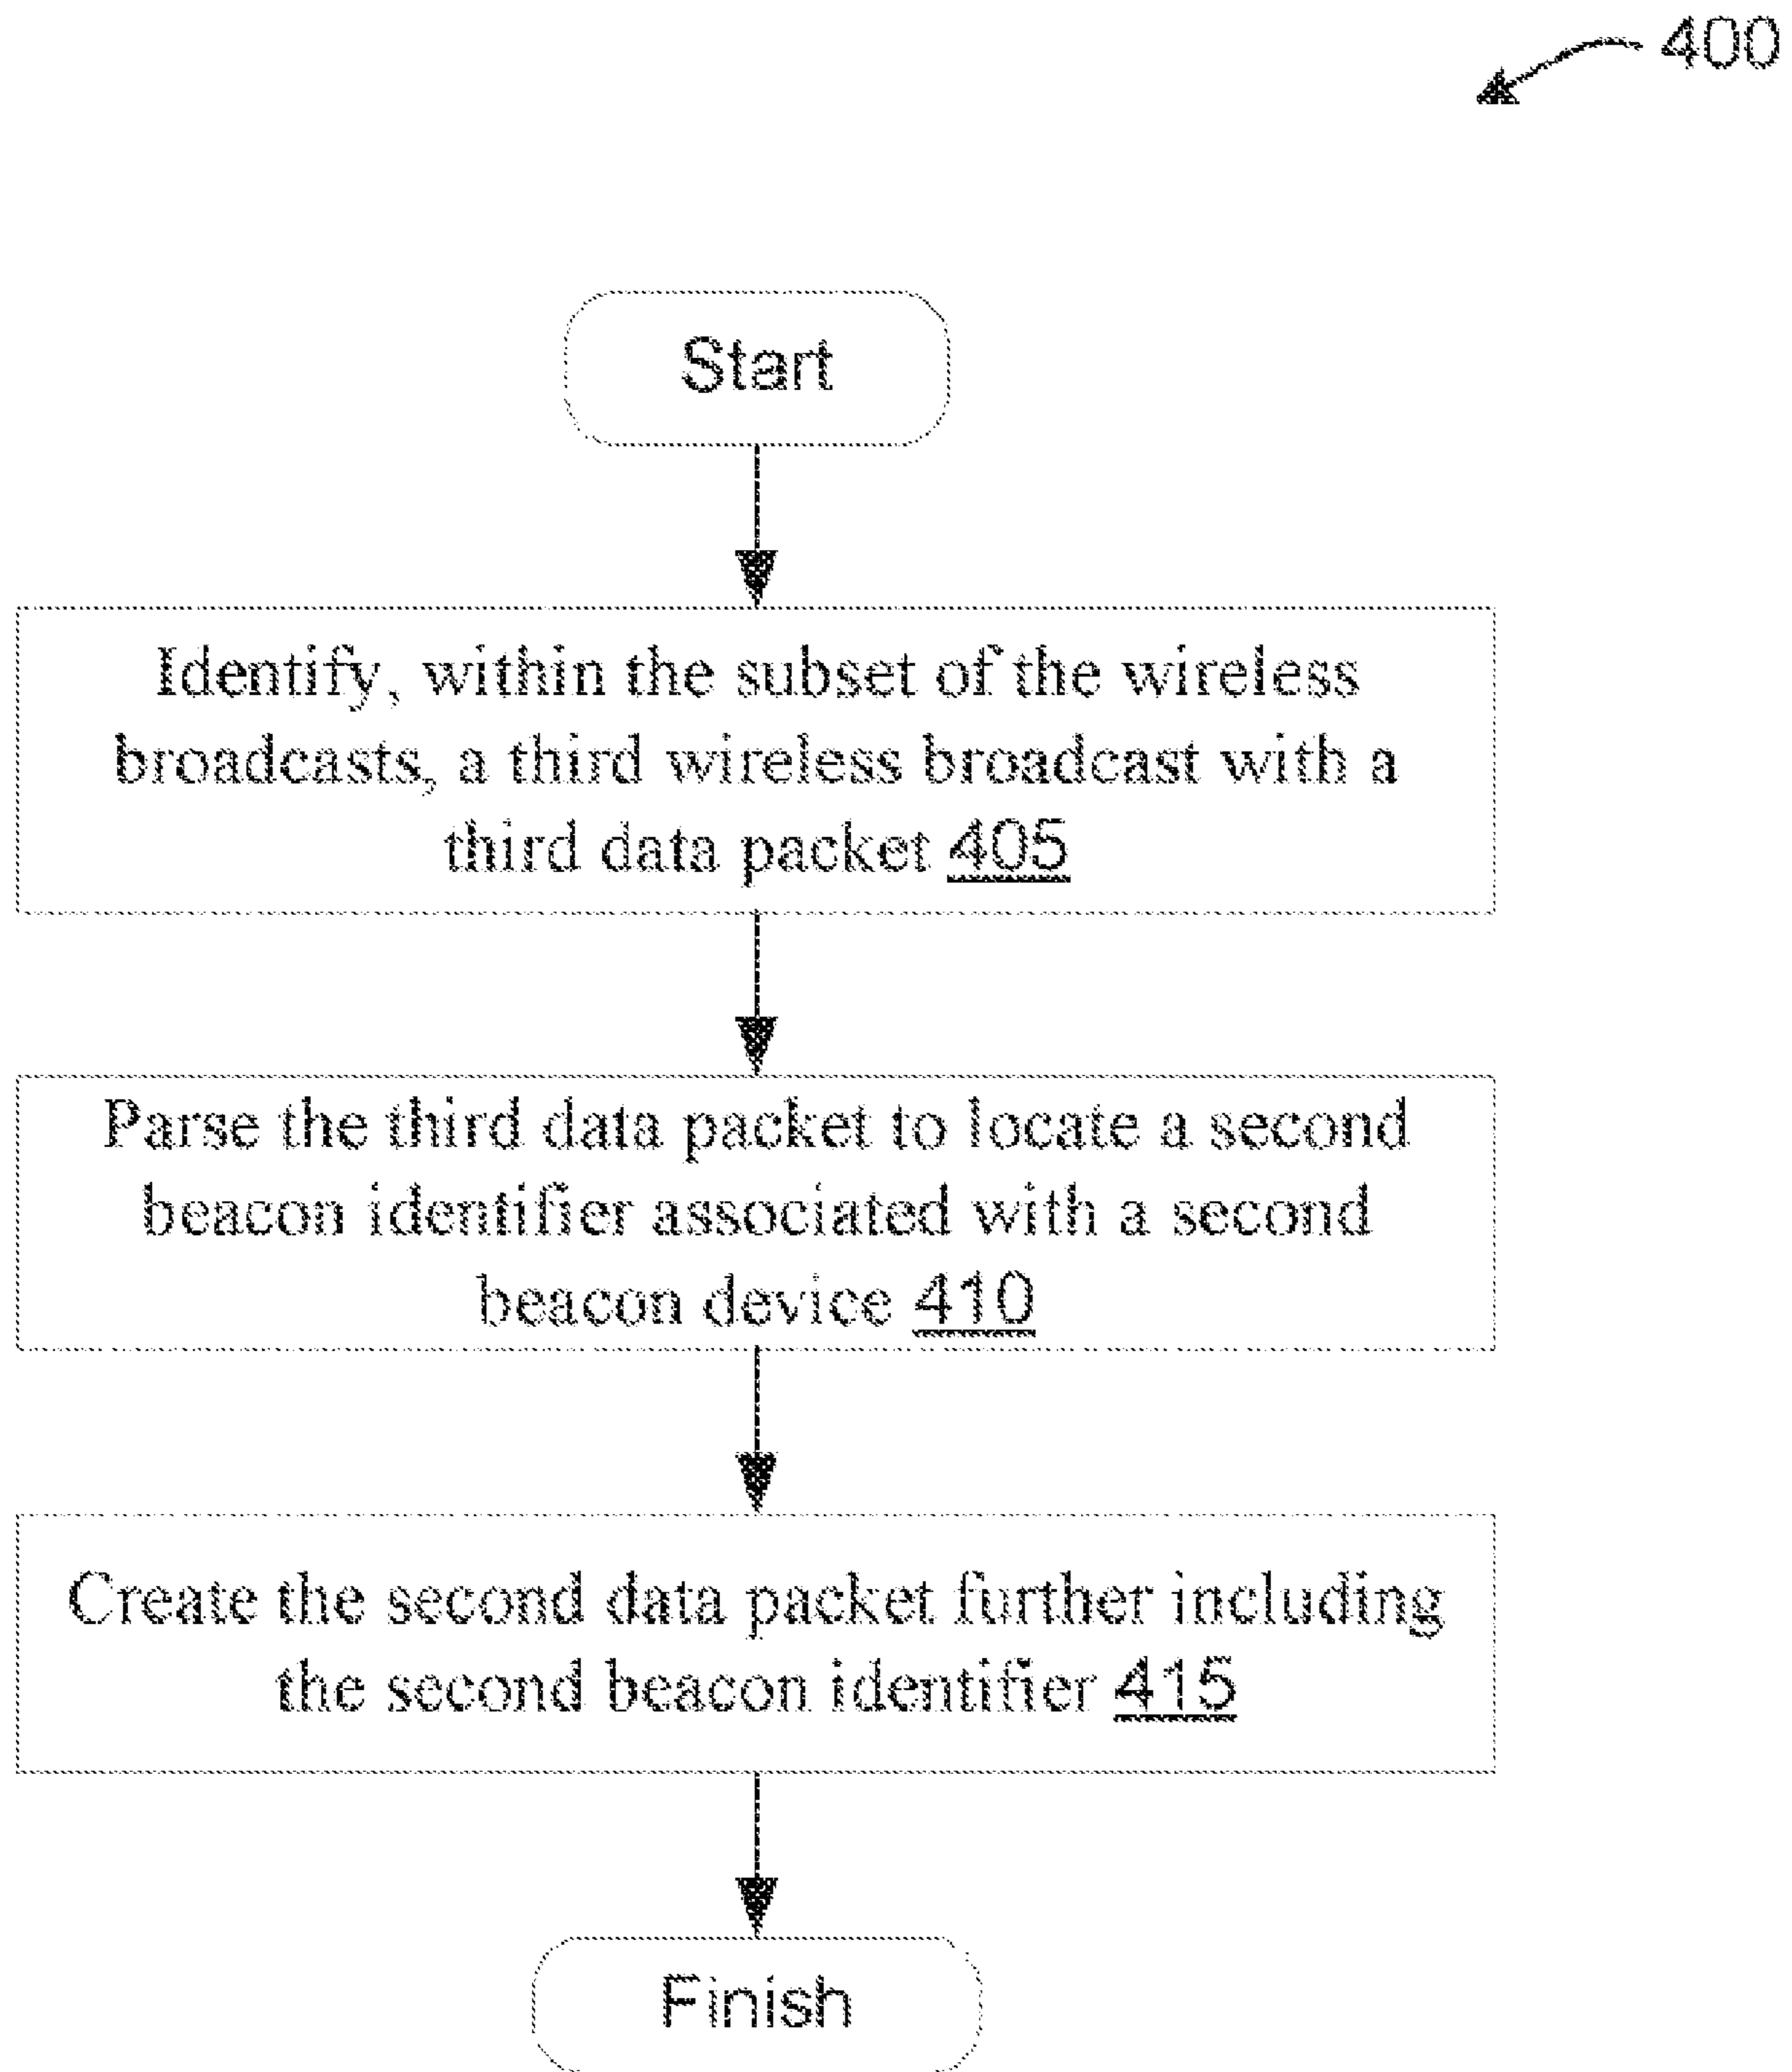 400
Start
Identify, within the subset of the wireless
broadcasts, a third wireless broadcast with a
third data packet 405
Parse the third data packet to locate a second
beacon identifier associated with a second
beacon device 410
Create the second data packet further including
the second beacon identifier 415
Finish